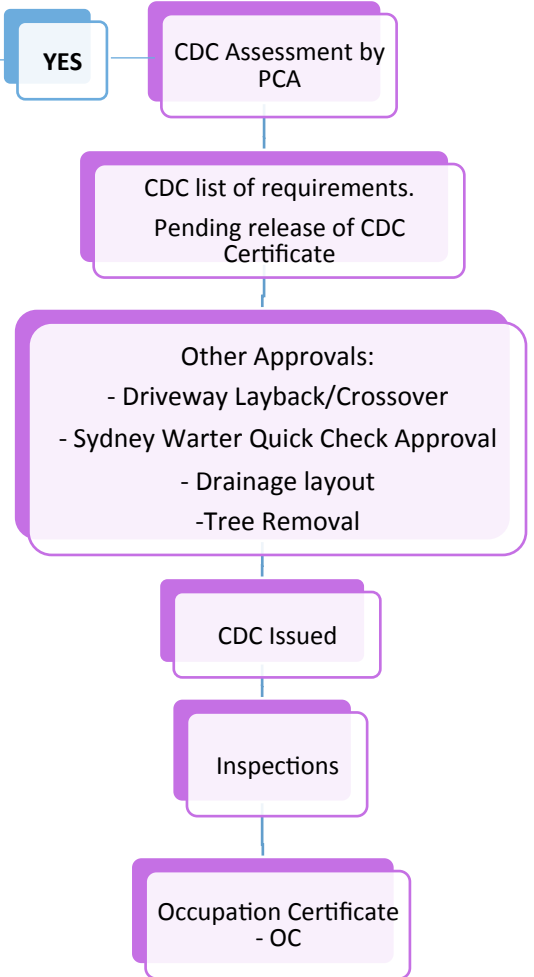 YES
CDC Assessment by
PCA
CDC list of requirements.
Pending release of CDC
Certificate
Other Approvals:
- Driveway Layback/Crossover
- Sydney Warter Quick Check Approval
- Drainage layout
-Tree Removal
CDC Issued
Inspections
Occupation Certificate
- OC